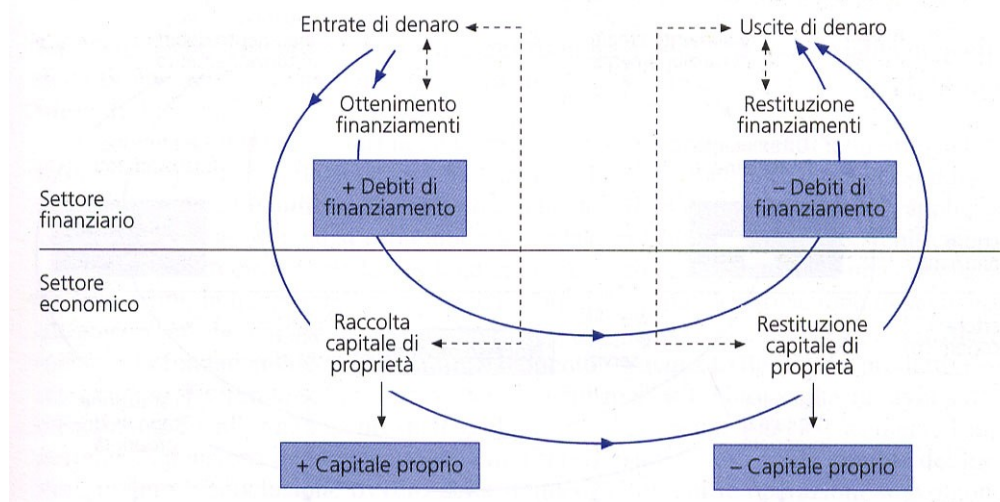 Entrate di denaro
Uscite di denaro
Ottenimento
finanziamenti
Restituzione
finanziamenti
+ Debiti di
finanziamento
– Debiti di
finanziamento
Settore
finanziario
Settore
economico
Raccolta
capitale di
proprietà
Restituzione
capitale di
proprietà
+ Capitale proprio
– Capitale proprio